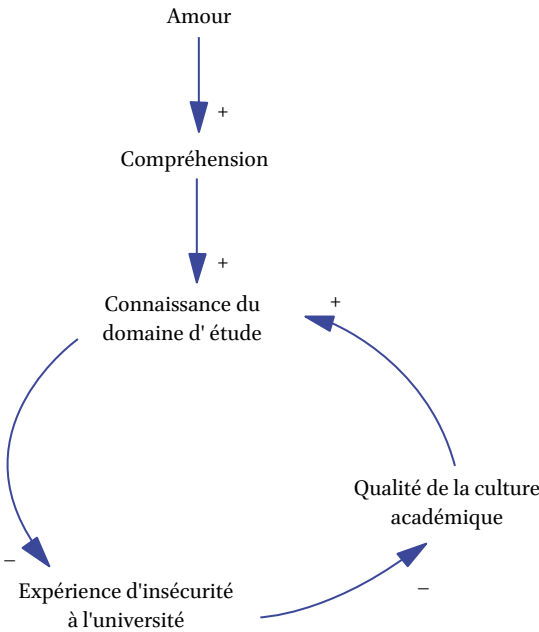 Amour
+
Compréhension
+
Connaissance du
domaine d' étude
+
Qualité de la culture
académique
–
Expérience d'insécurité
à l'université
–